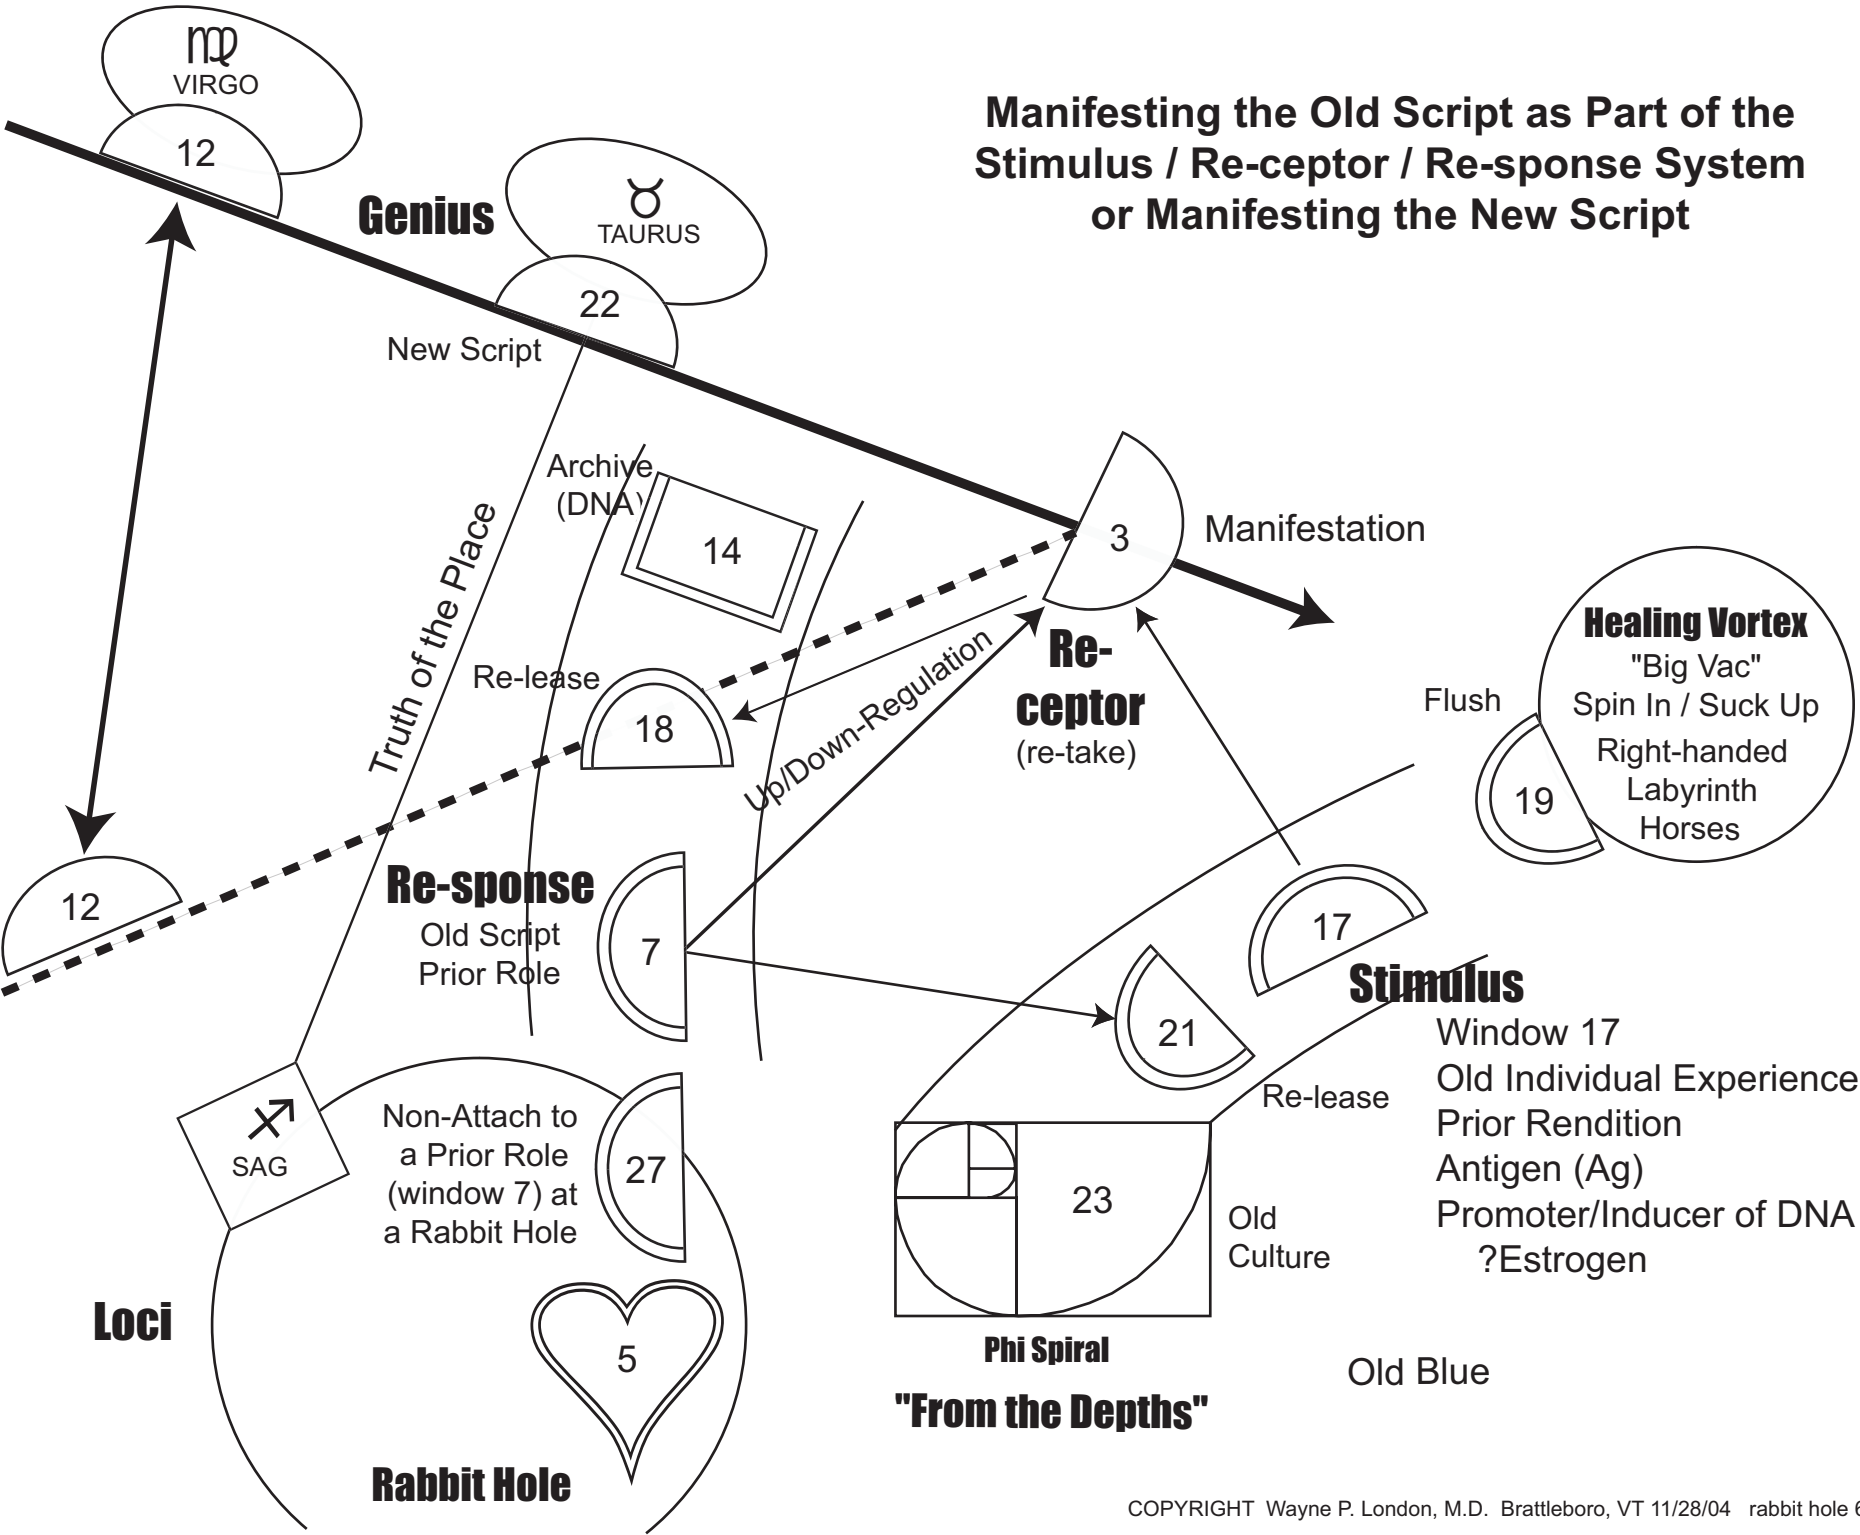 ♍
VIRGO
12
Manifesting the Old Script as Part of the
Stimulus / Re-ceptor / Re-sponse System
or Manifesting the New Script
Genius
♉
TAURUS
22
New Script
Archive
(DNA)
14
3
Manifestation
Truth of the Place
Re-lease
18
Up/Down-Regulation
Re-
ceptor
(re-take)
Flush
19
Healing Vortex
"Big Vac"
Spin In / Suck Up
Right-handed
Labyrinth
Horses
12
Re-sponse
Old Script
Prior Role
7
17
21
Re-lease
Stimulus
Window 17
Old Individual Experience
Prior Rendition
Antigen (Ag)
Promoter/Inducer of DNA
?Estrogen
♐
SAG
Non-Attach to
a Prior Role
(window 7) at
a Rabbit Hole
27
23
Old
Culture
Loci
5
Phi Spiral
"From the Depths"
Old Blue
Rabbit Hole
COPYRIGHT Wayne P. London, M.D. Brattleboro, VT 11/28/04 rabbit hole 6